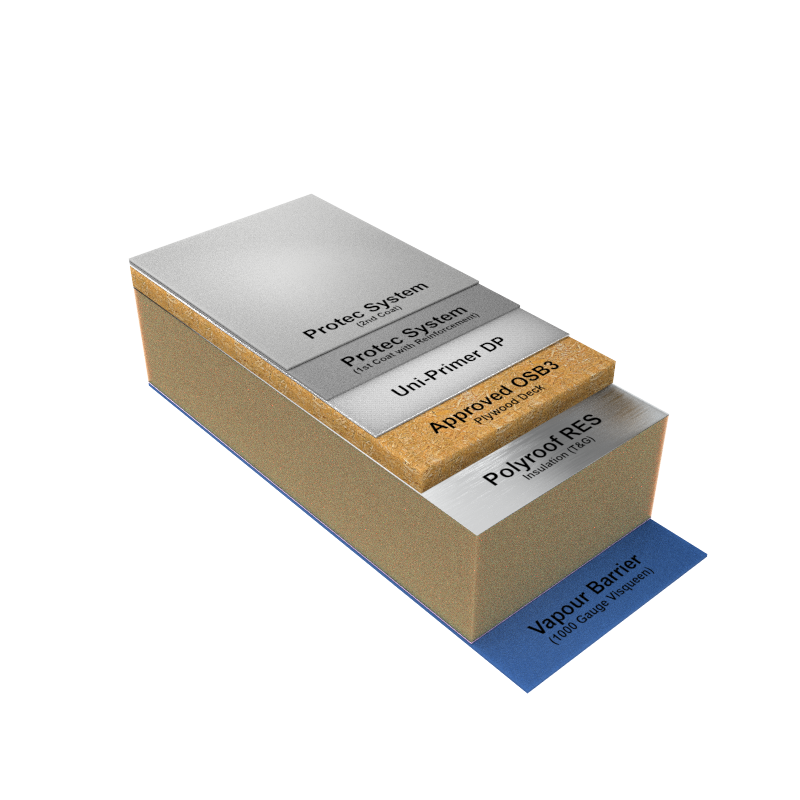 Protec System
(2nd Coat)
Protec System
(1st Coat with Reinforcement)
Uni-Primer DP
Approved OSB3
Plywood Deck
Polyroof RES
Insulation (T&G)
Vapour Barrier
(1000 Gauge Visqueen)